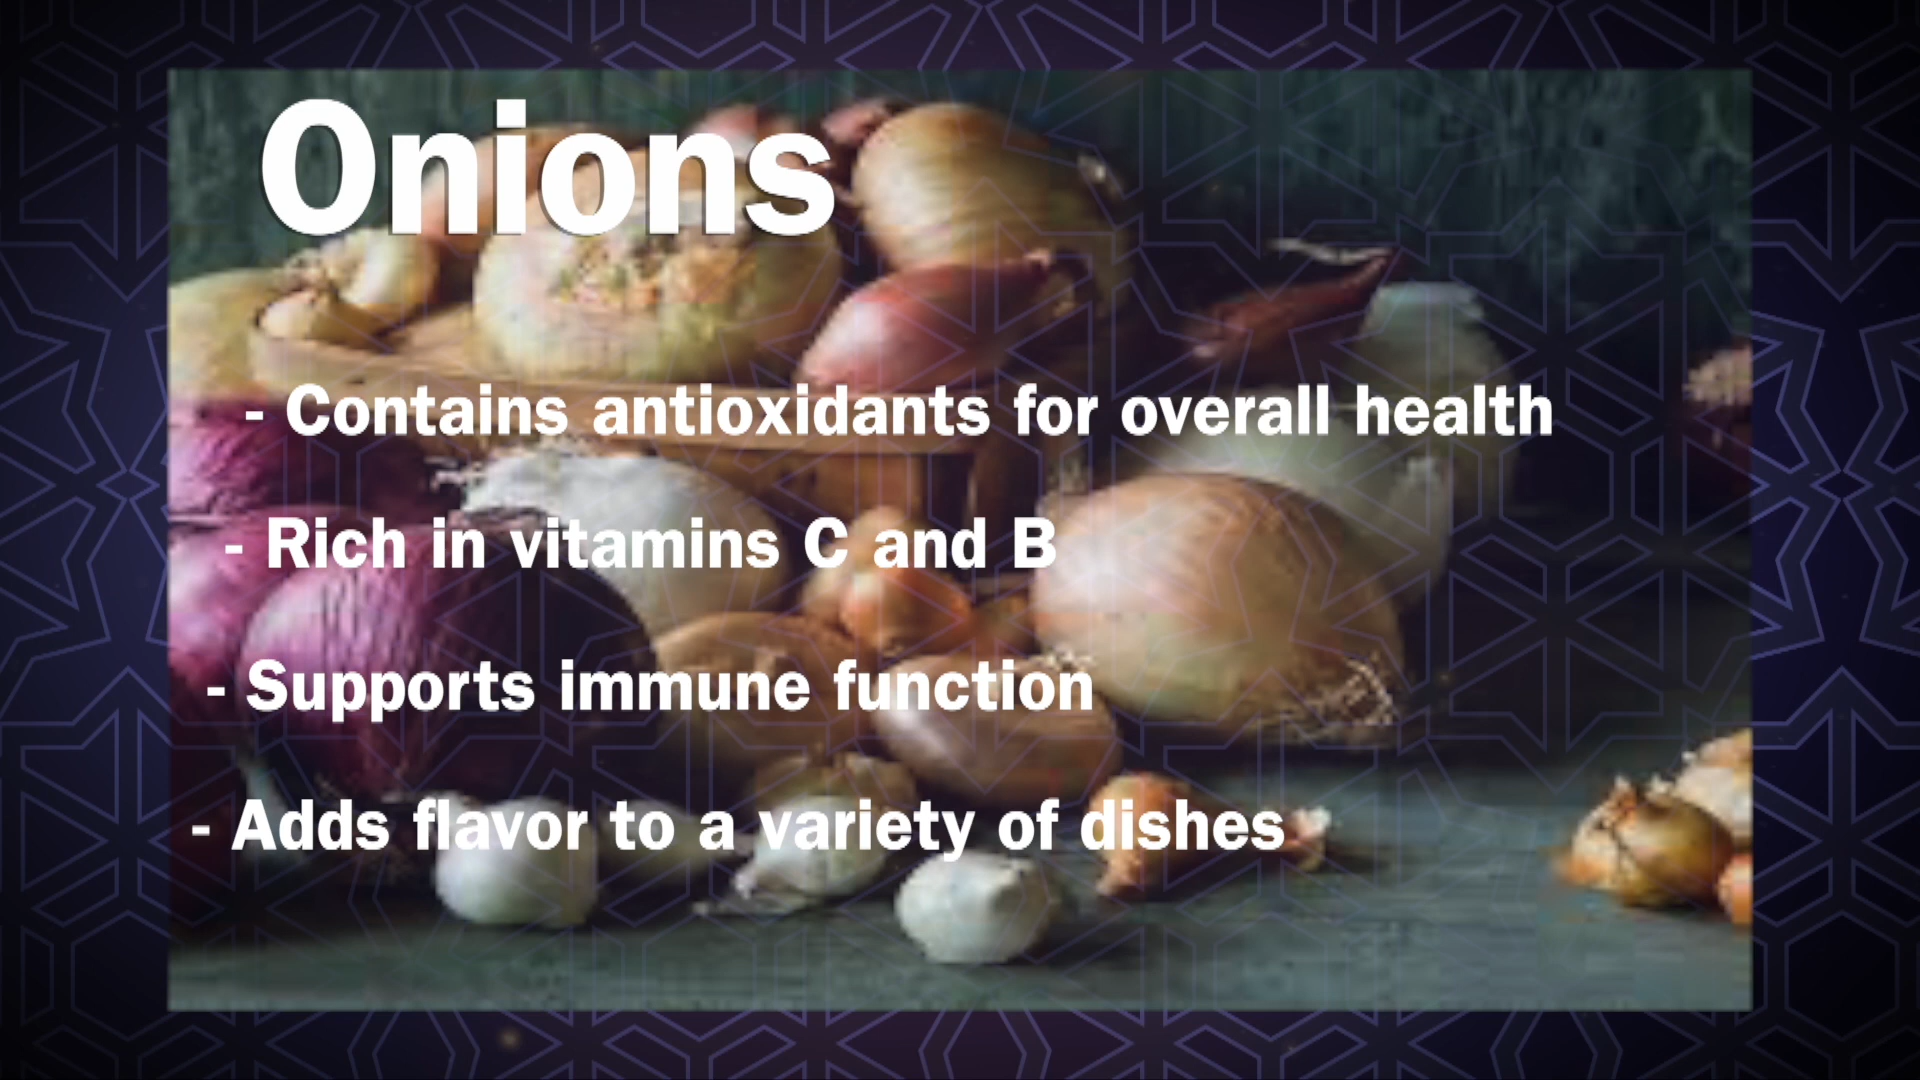 Onions
- Contains antioxidants for overall health
- Rich in vitamins C and B
- Supports immune function
- Adds flavor to a variety of dishes